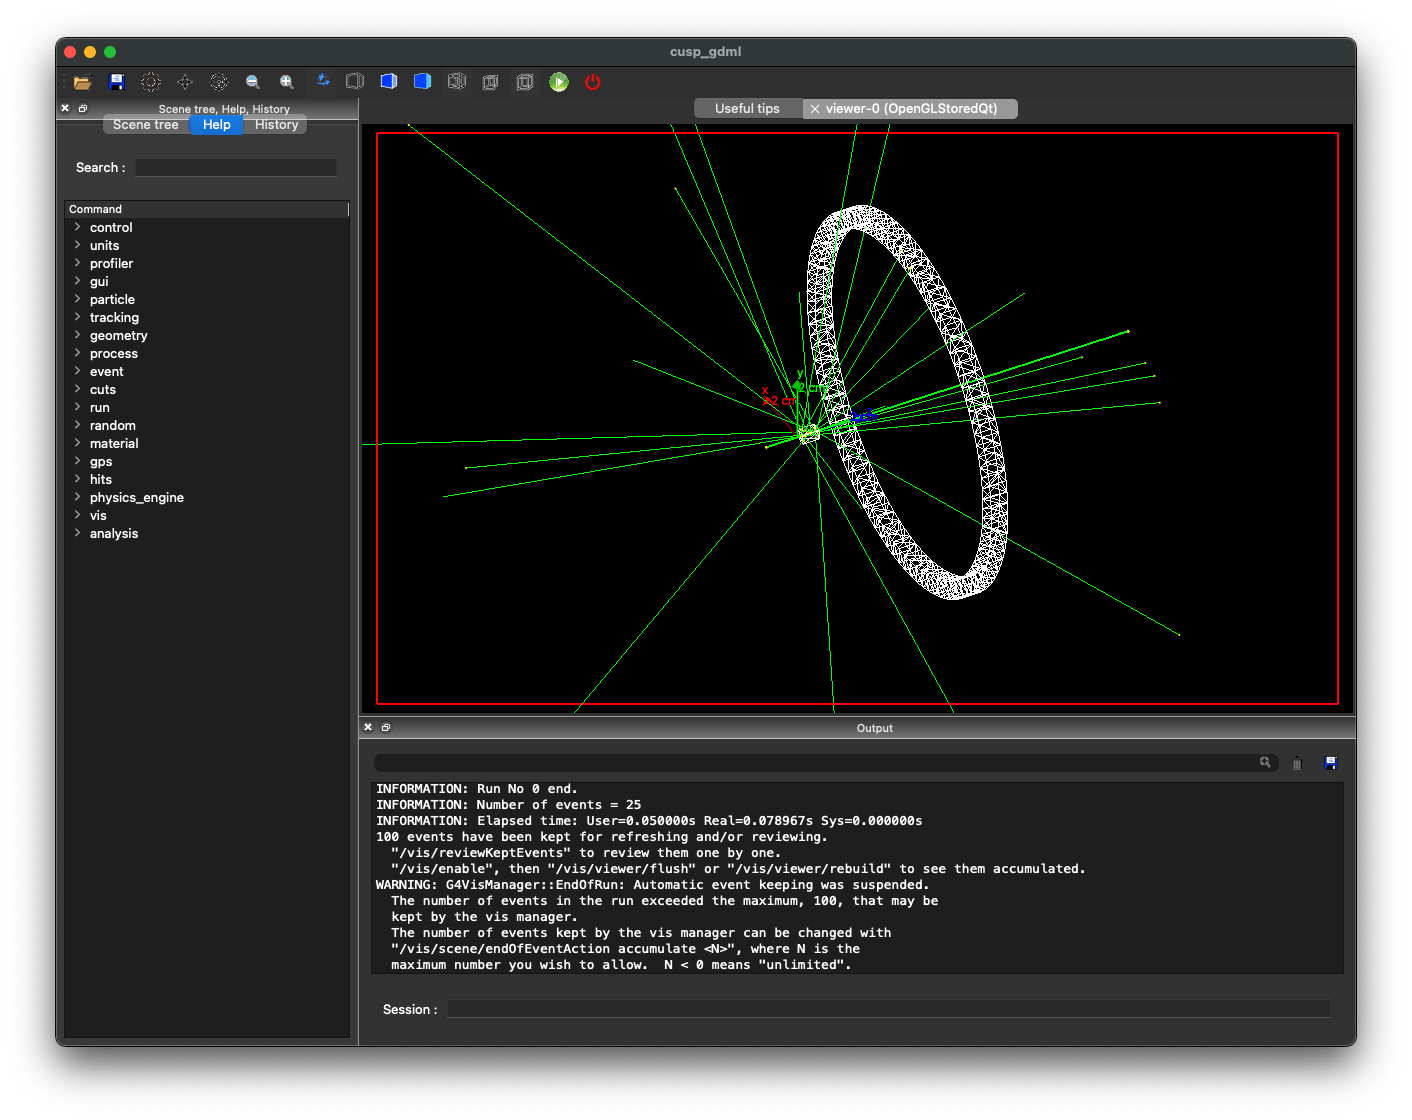 cusp_gdml
Scene tree, Help, History
Scene tree Help History
Search :
Command
control
units
profiler
gui
particle
tracking
geometry
process
event
cuts
run
random
material
gps
hits
physics_engine
vis
analysis
Useful tips
viewer-0 (OpenGLStoredQt)
y
2 cm
x
2 cm
Output
INFORMATION: Run No 0 end.
INFORMATION: Number of events = 25
INFORMATION: Elapsed time: User=0.050000s Real=0.078967s Sys=0.000000s
100 events have been kept for refreshing and/or reviewing.
"/vis/reviewKeptEvents" to review them one by one.
"/vis/enable", then "/vis/viewer/flush" or "/vis/viewer/rebuild" to see them accumulated.
WARNING: G4VisManager::EndOfRun: Automatic event keeping was suspended.
The number of events in the run exceeded the maximum, 100, that may be
kept by the vis manager.
The number of events kept by the vis manager can be changed with
"/vis/scene/endOfEventAction accumulate <N>", where N is the
maximum number you wish to allow.  N < 0 means "unlimited".
Session :